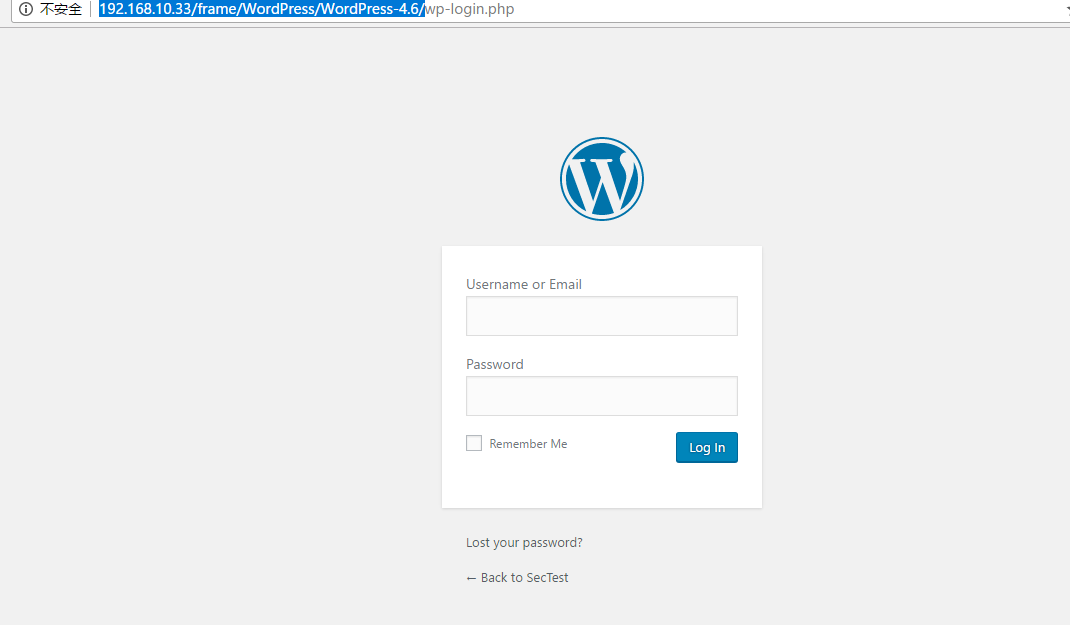 不安全 192.168.10.33/frame/WordPress/WordPress-4.6/wp-login.php
Username or Email
Password
Remember Me Log In
Lost your password?
← Back to SecTest